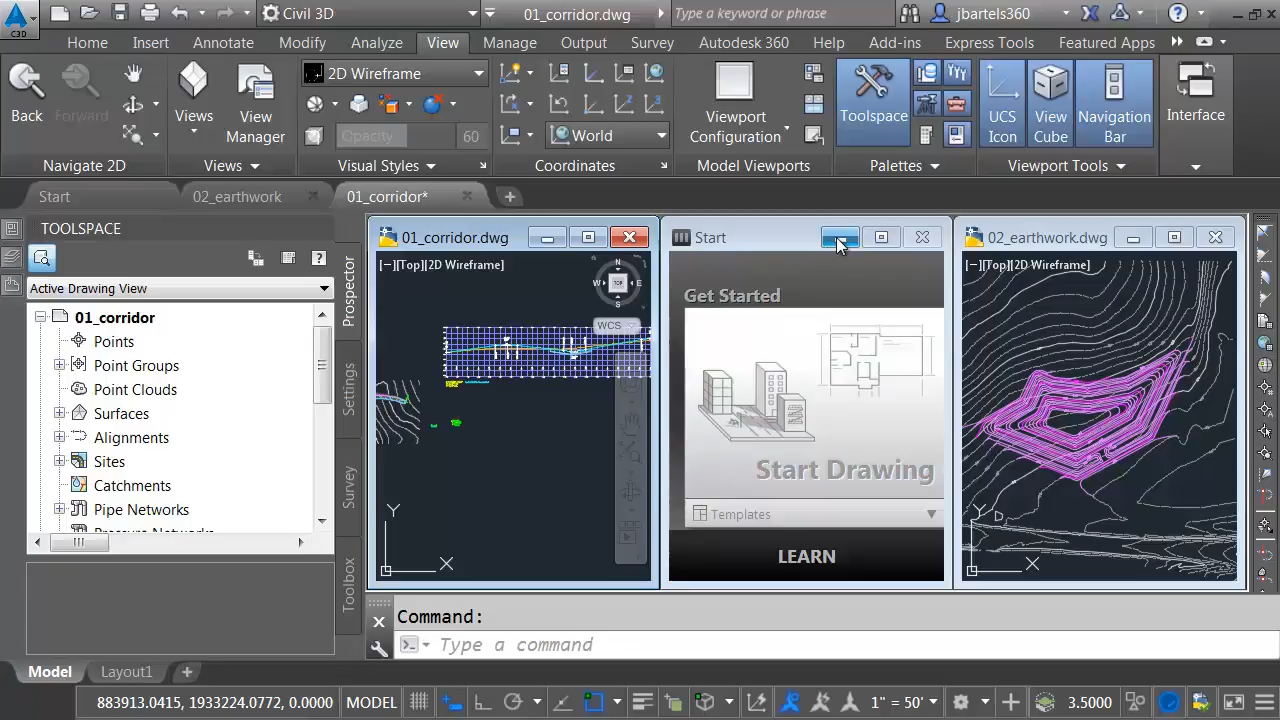 C3D
Civil 3D
01_corridor.dwg
Type a keyword or phrase
jbartels360
Home Insert Annotate Modify Analyze View Manage Output Survey Autodesk 360 Help Add-ins Express Tools Featured Apps
Back
Forward
Views
View
Manager
2D Wireframe
Opacity
60
World
Viewport
Configuration
Toolspace
UCS
Icon
View
Cube
Navigation
Bar
Interface
Navigate 2D
Views
Visual Styles
Coordinates
Model Viewports
Palettes
Viewport Tools
Start
02_earthwork
01_corridor*
TOOLSPACE
Active Drawing View
01_corridor
Points
Point Groups
Point Clouds
Surfaces
Alignments
Sites
Catchments
Pipe Networks
Pressure Networks
Prospector
Settings
Survey
Toolbox
01_corridor.dwg
[−][Top][2D Wireframe]
N
W
TOP
E
S
WCS
Y
X
Start
Get Started
Start Drawing
Templates
LEARN
02_earthwork.dwg
[−][Top][2D Wireframe]
Y
X
Command:
Type a command
Model
Layout1
883913.0415, 1933224.0772, 0.0000
MODEL
1" = 50'
3.5000